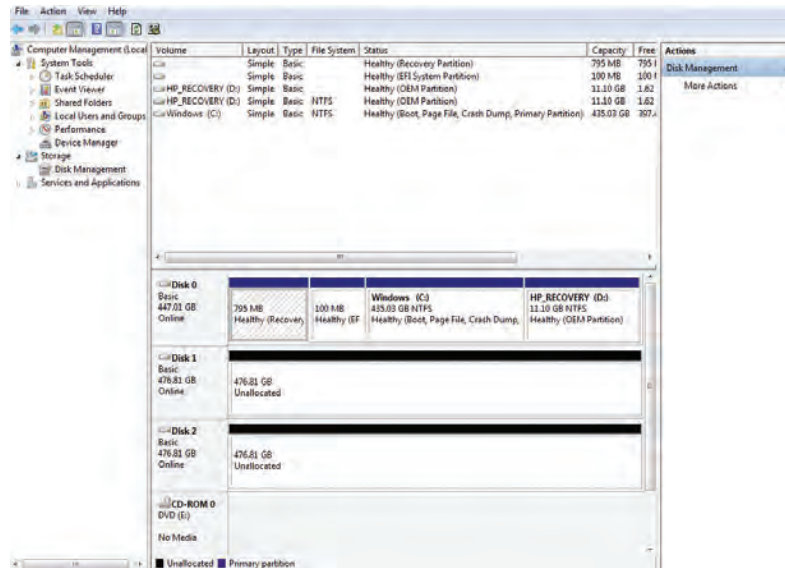 File Action View Help
Computer Management (Local
System Tools
Task Scheduler
Event Viewer
Shared Folders
Local Users and Groups
Performance
Device Manager
Storage
Disk Management
Services and Applications
Volume Layout Type File System Status Capacity Free
Simple Basic Healthy (Recovery Partition) 795 MB 795
Simple Basic Healthy (EFI System Partition) 100 MB 100
HP_RECOVERY (D:) Simple Basic Healthy (OEM Partition) 11.10 GB 1.62
HP_RECOVERY (D:) Simple Basic NTFS Healthy (OEM Partition) 11.10 GB 1.62
Windows (C:) Simple Basic NTFS Healthy (Boot, Page File, Crash Dump, Primary Partition) 435.03 GB 397.
Actions
Disk Management
More Actions
Disk 0
Basic
447.01 GB
Online
795 MB
Healthy (Recovery
100 MB
Healthy (EF
Windows (C:)
435.03 GB NTFS
Healthy (Boot, Page File, Crash Dump,
HP_RECOVERY (D:)
11.10 GB NTFS
Healthy (OEM Partition)
Disk 1
Basic
476.81 GB
Online
476.81 GB
Unallocated
Disk 2
Basic
476.81 GB
Online
476.81 GB
Unallocated
CD-ROM 0
DVD (E:)
No Media
Unallocated Primary partition